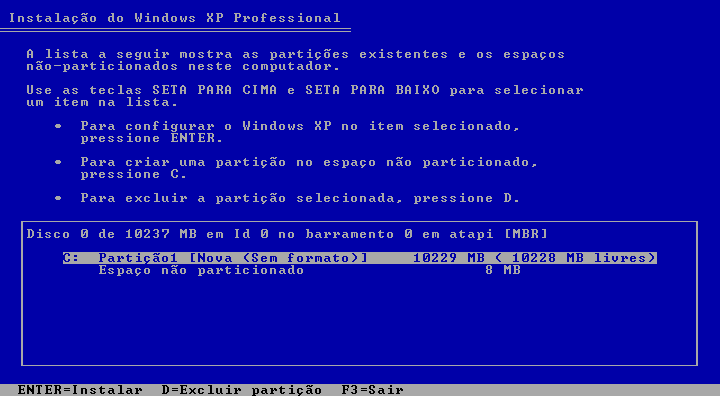 Instalação do Windows XP Professional
A lista a seguir mostra as partições existentes e os espaços
não-particionados neste computador.
Use as teclas SETA PARA CIMA e SETA PARA BAIXO para selecionar
um item na lista.
• Para configurar o Windows XP no item selecionado,
pressione ENTER.
• Para criar uma partição no espaço não particionado,
pressione C.
• Para excluir a partição selecionada, pressione D.
Disco 0 de 10237 MB em Id 0 no barramento 0 em atapi [MBR]
C: Partição1 [Nova (Sem formato)] 10229 MB ( 10228 MB livres)
Espaço não particionado 8 MB
ENTER=Instalar D=Excluir partição F3=Sair